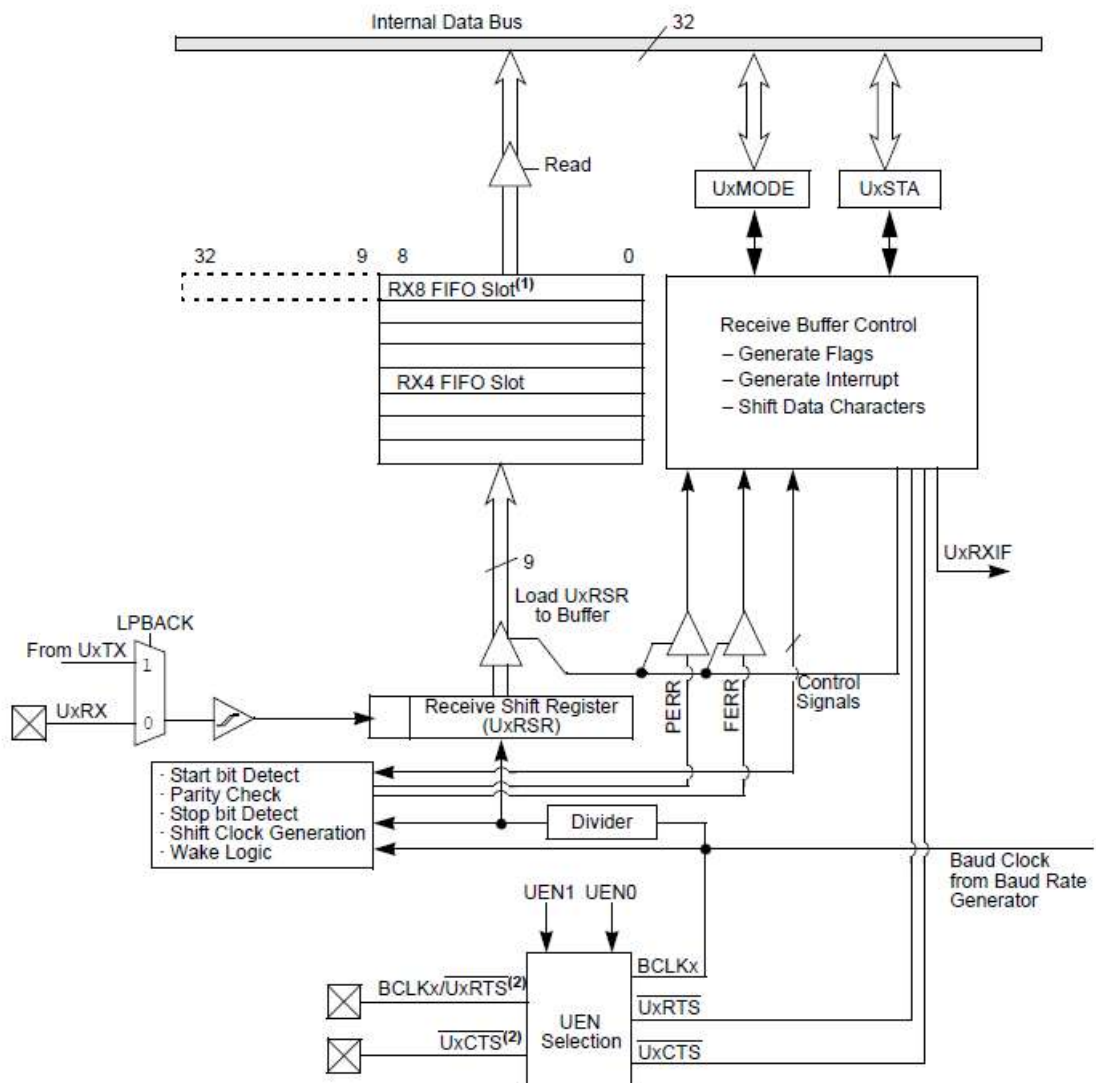 Internal Data Bus
32
Read
UxMODE
UxSTA
32
9
8
0
RX8 FIFO Slot(1)
RX4 FIFO Slot
Receive Buffer Control
– Generate Flags
– Generate Interrupt
– Shift Data Characters
UxRXIF
9
Load UxRSR
to Buffer
LPBACK
From UxTX
1
UxRX
0
Receive Shift Register
(UxRSR)
PERR
FERR
Control
Signals
· Start bit Detect
· Parity Check
· Stop bit Detect
· Shift Clock Generation
· Wake Logic
Divider
Baud Clock
from Baud Rate
Generator
UEN1
UEN0
BCLKx/UxRTS(2)
UxCTS(2)
UEN
Selection
BCLKx
UxRTS
UxCTS